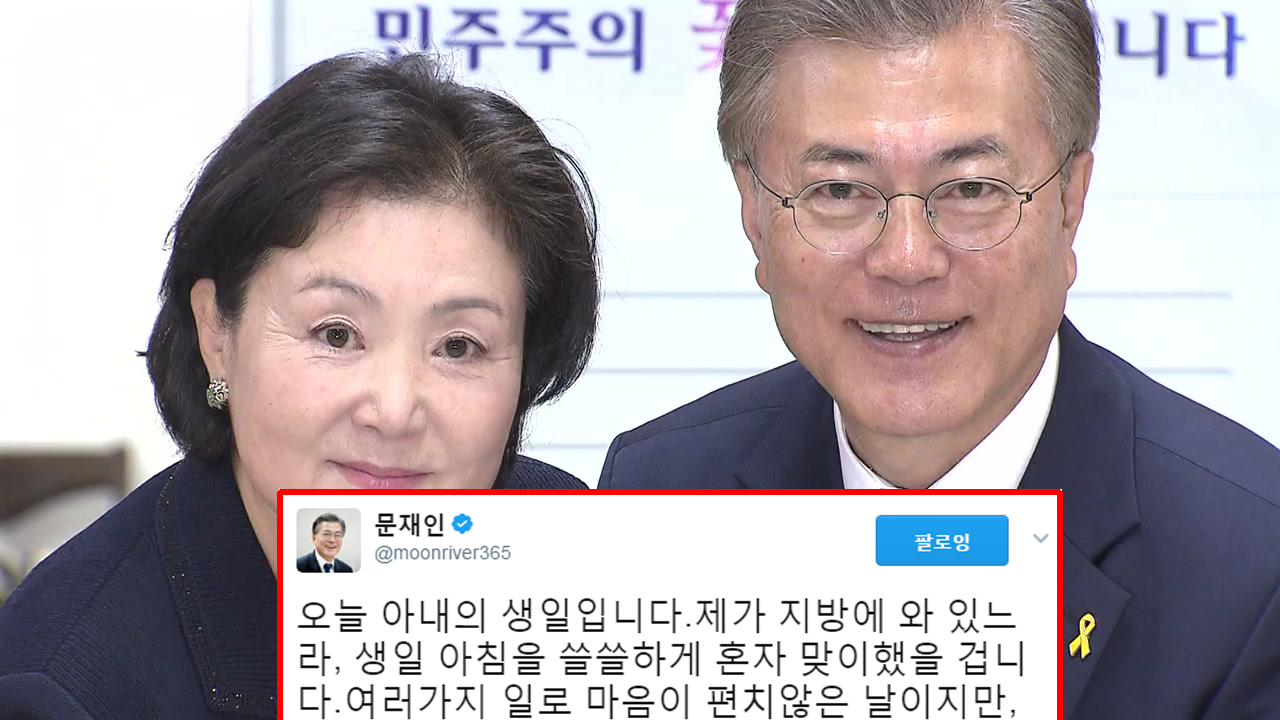 민주주의 꽃 니다
문재인
@moonriver365
팔로잉
오늘 아내의 생일입니다.제가 지방에 와 있느
라, 생일 아침을 쓸쓸하게 혼자 맞이했을 겁니
다.여러가지 일로 마음이 편치않은 날이지만,